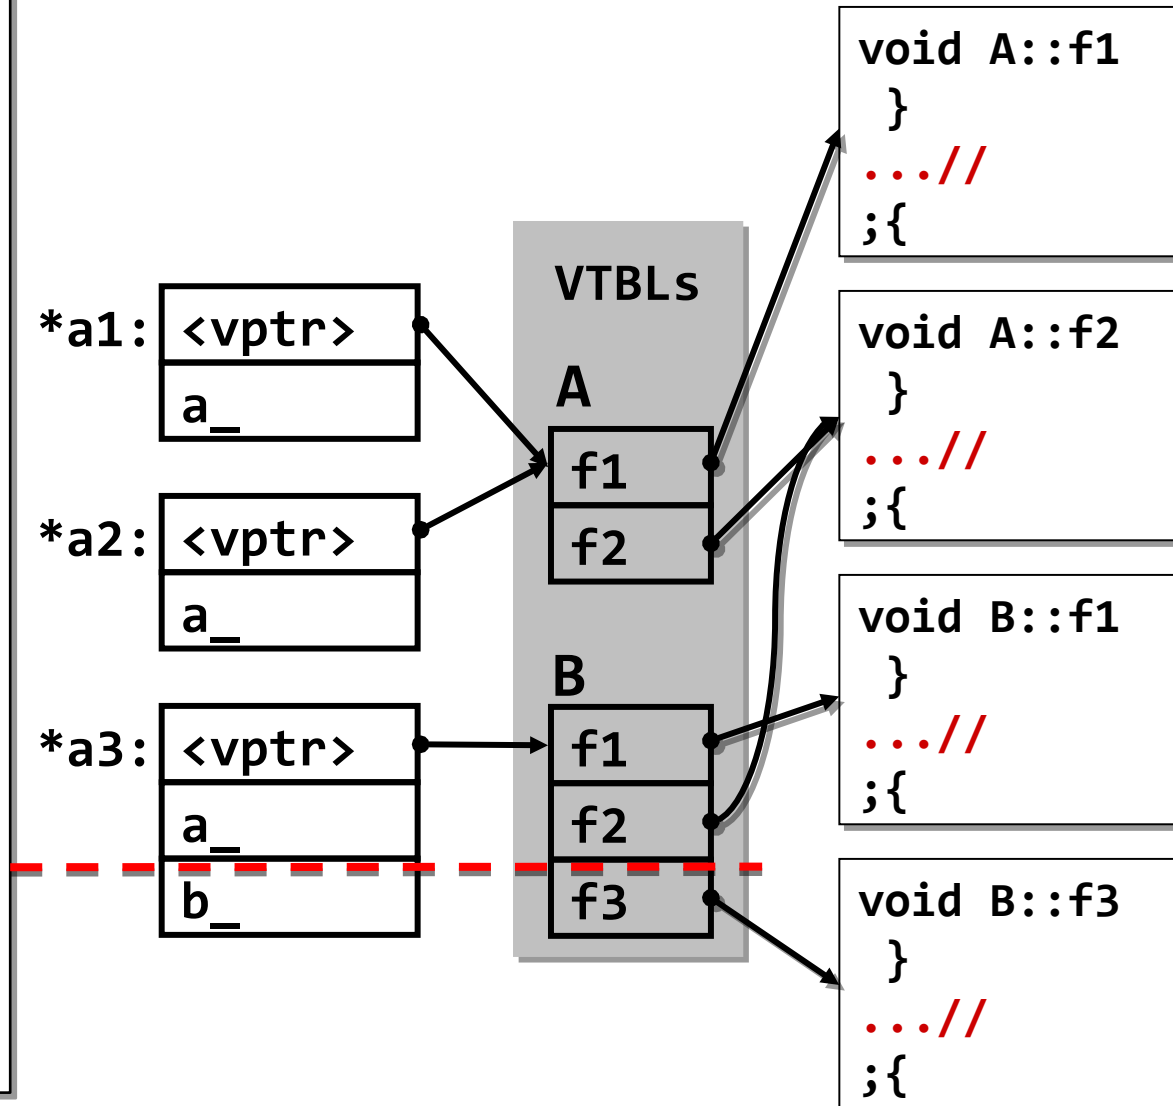 *a1:
<vptr>
a_
*a2:
<vptr>
a_
*a3:
<vptr>
a_
b_
VTBLs
A
f1
f2
B
f1
f2
f3
void A::f1
}
...//
;{
void A::f2
}
...//
;{
void B::f1
}
...//
;{
void B::f3
}
...//
;{